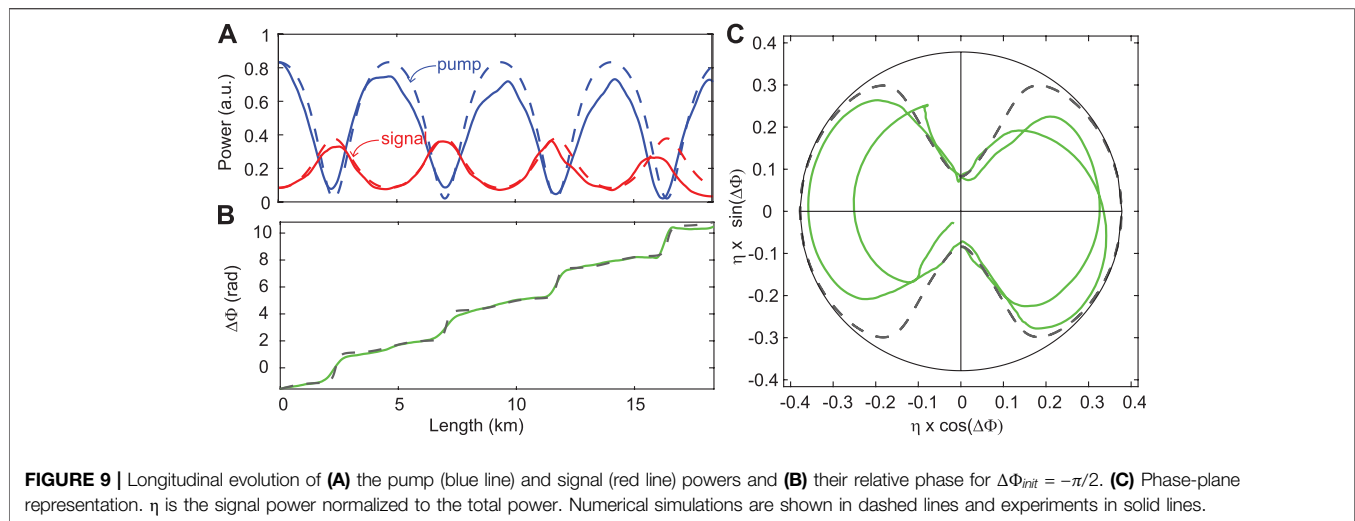 A
1
0.8
0.6
0.4
0.2
0
Power (a.u.)
pump
signal
B
10
8
6
4
2
0
ΔΦ (rad)
0 5 10 15
Length (km)
C
0.4
0.3
0.2
0.1
0
-0.1
-0.2
-0.3
-0.4
η x sin(ΔΦ)
-0.4 -0.3 -0.2 -0.1 0 0.1 0.2 0.3 0.4
η x cos(ΔΦ)
FIGURE 9 | Longitudinal evolution of (A) the pump (blue line) and signal (red line) powers and (B) their relative phase for ΔΦinit = −π/2. (C) Phase-plane
representation. η is the signal power normalized to the total power. Numerical simulations are shown in dashed lines and experiments in solid lines.